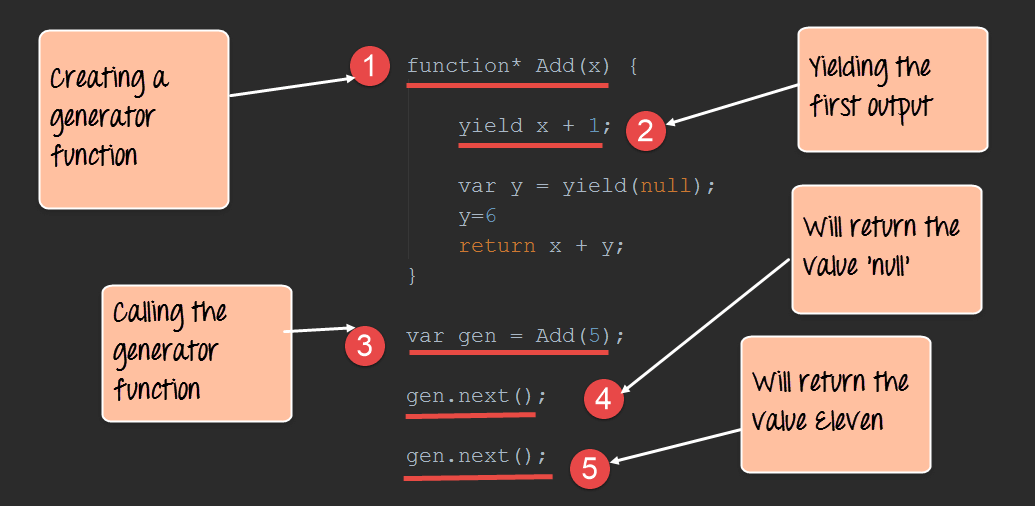 Creating a
generator
function
1
function* Add(x) {
yield x + 1;
2
Yielding the
first output
var y = yield(null);
y=6
return x + y;
}
Will return the
value 'null'
Calling the
generator
function
3
var gen = Add(5);
gen.next();
4
Will return the
value Eleven
gen.next();
5